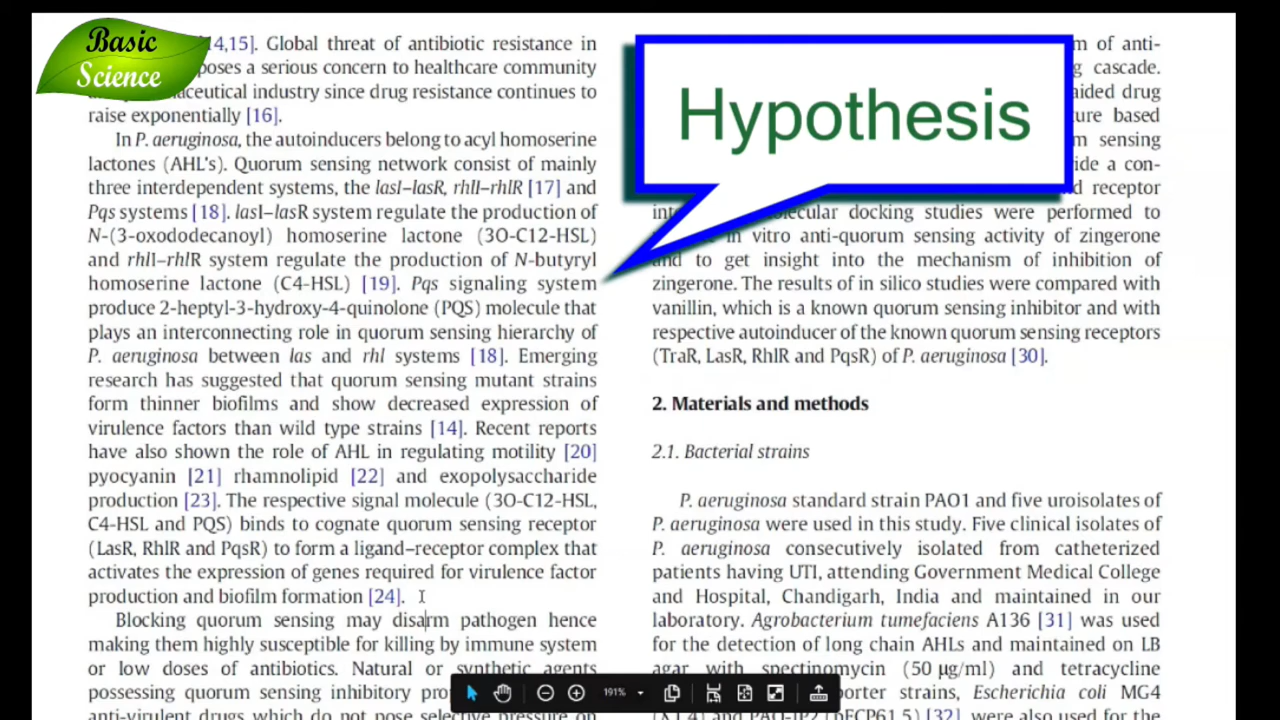 Basic
Science
14,15]. Global threat of antibiotic resistance in
poses a serious concern to healthcare community
aceutical industry since drug resistance continues to
raise exponentially [16].
In P. aeruginosa, the autoinducers belong to acyl homoserine
lactones (AHL's). Quorum sensing network consist of mainly
three interdependent systems, the lasI–lasR, rhlI–rhlR [17] and
Pqs systems [18]. lasI–lasR system regulate the production of
N-(3-oxododecanoyl) homoserine lactone (3O-C12-HSL)
and rhlI–rhlR system regulate the production of N-butyryl
homoserine lactone (C4-HSL) [19]. Pqs signaling system
produce 2-heptyl-3-hydroxy-4-quinolone (PQS) molecule that
plays an interconnecting role in quorum sensing hierarchy of
P. aeruginosa between las and rhl systems [18]. Emerging
research has suggested that quorum sensing mutant strains
form thinner biofilms and show decreased expression of
virulence factors than wild type strains [14]. Recent reports
have also shown the role of AHL in regulating motility [20]
pyocyanin [21] rhamnolipid [22] and exopolysaccharide
production [23]. The respective signal molecule (3O-C12-HSL,
C4-HSL and PQS) binds to cognate quorum sensing receptor
(LasR, RhlR and PqsR) to form a ligand–receptor complex that
activates the expression of genes required for virulence factor
production and biofilm formation [24].
Blocking quorum sensing may disarm pathogen hence
making them highly susceptible for killing by immune system
or low doses of antibiotics. Natural or synthetic agents
possessing quorum sensing inhibitory
anti-virulent drugs which do not pose selective pressure on
Hypothesis
m of anti-
g cascade.
aided drug
ure based
m sensing
ide a con-
d receptor
molecular docking studies were performed to
in vitro anti-quorum sensing activity of zingerone
and to get insight into the mechanism of inhibition of
zingerone. The results of in silico studies were compared with
vanillin, which is a known quorum sensing inhibitor and with
respective autoinducer of the known quorum sensing receptors
(TraR, LasR, RhlR and PqsR) of P. aeruginosa [30].
2. Materials and methods
2.1. Bacterial strains
P. aeruginosa standard strain PAO1 and five uroisolates of
P. aeruginosa were used in this study. Five clinical isolates of
P. aeruginosa consecutively isolated from catheterized
patients having UTI, attending Government Medical College
and Hospital, Chandigarh, India and maintained in our
laboratory. Agrobacterium tumefaciens A136 [31] was used
for the detection of long chain AHLs and maintained on LB
agar with spectinomycin (50 μg/ml) and tetracycline
porter strains, Escherichia coli MG4
[32], were also used for the
191%